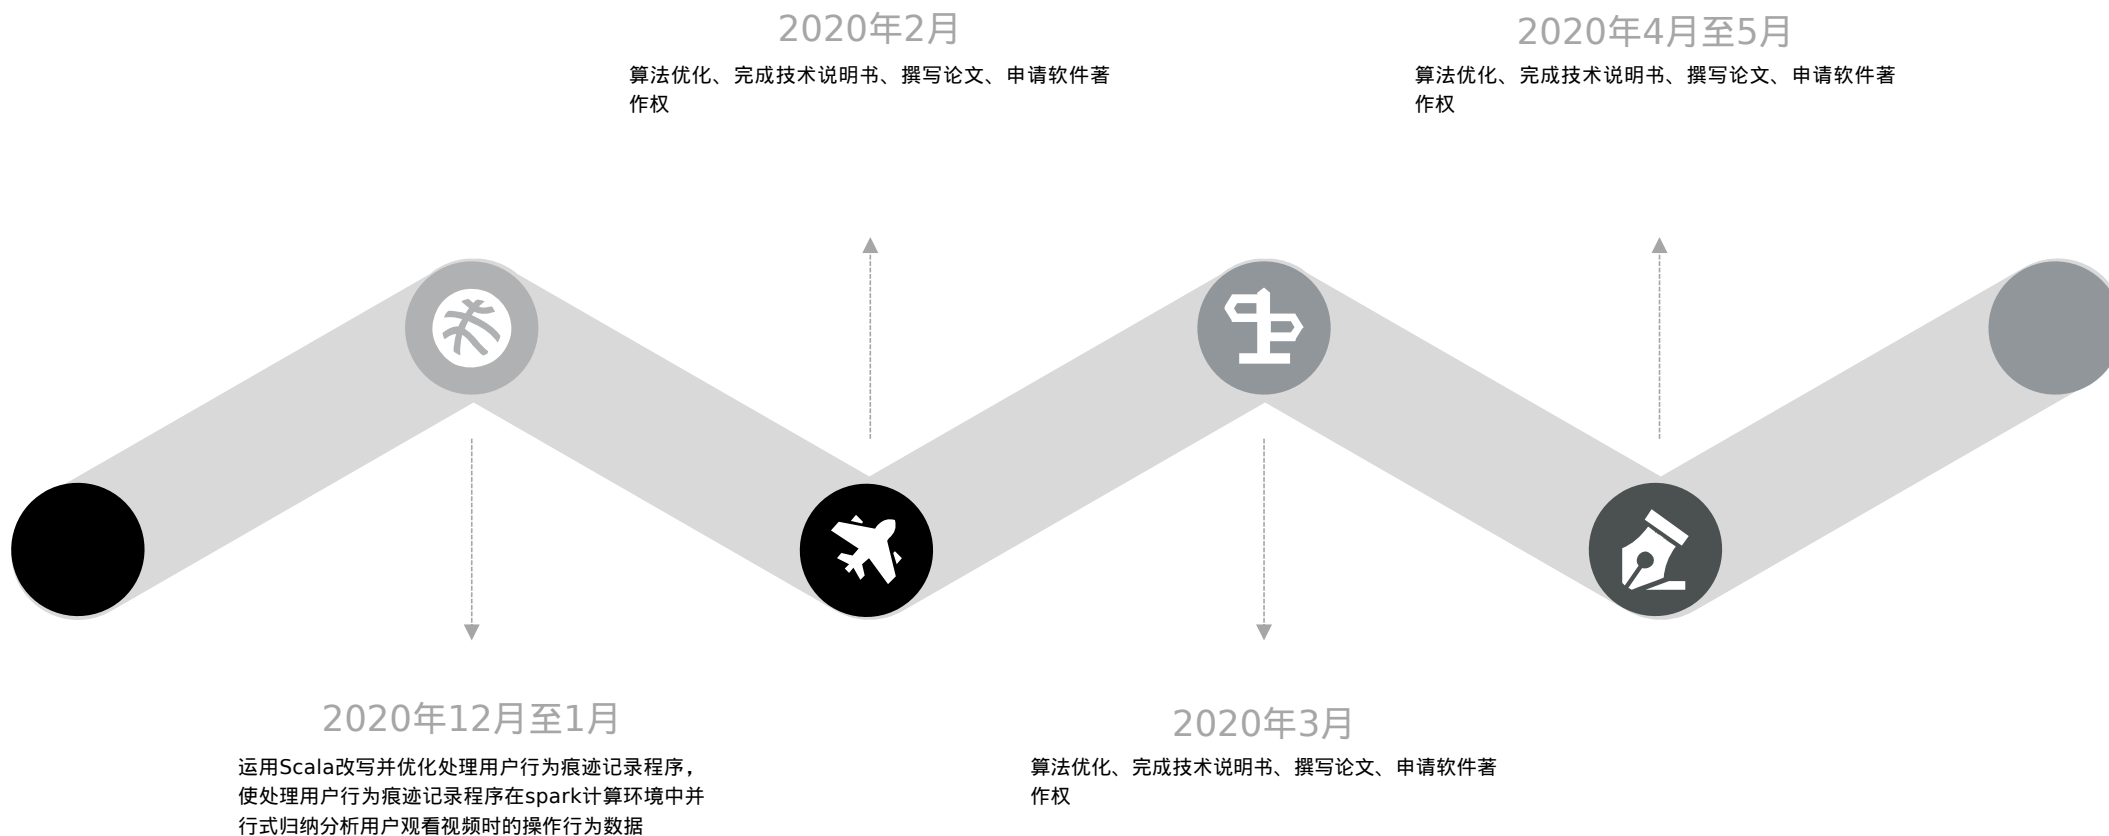 2020年2月
算法优化、完成技术说明书、撰写论文、申请软件著
作权
2020年4月至5月
算法优化、完成技术说明书、撰写论文、申请软件著
作权
2020年12月至1月
运用Scala改写并优化处理用户行为痕迹记录程序，
使处理用户行为痕迹记录程序在spark计算环境中并
行式归纳分析用户观看视频时的操作行为数据
2020年3月
算法优化、完成技术说明书、撰写论文、申请软件著
作权